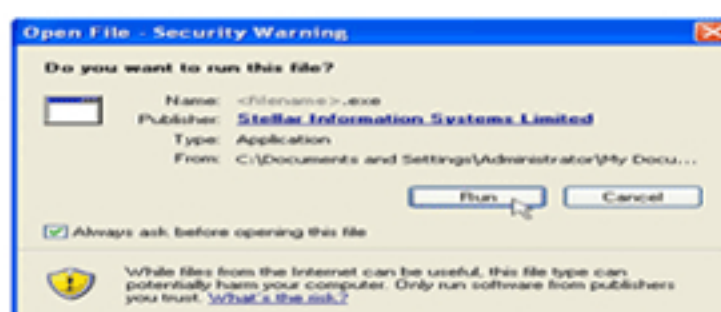 Open File - Security Warning
Do you want to run this file?
Name: <filename>.exe
Publisher: Stellar Information Systems Limited
Type: Application
From: C:\Documents and Settings\Administrator\My Docu...
Run
Cancel
Always ask before opening this file
While files from the Internet can be useful, this file type can
potentially harm your computer. Only run software from publishers
you trust. What's the risk?